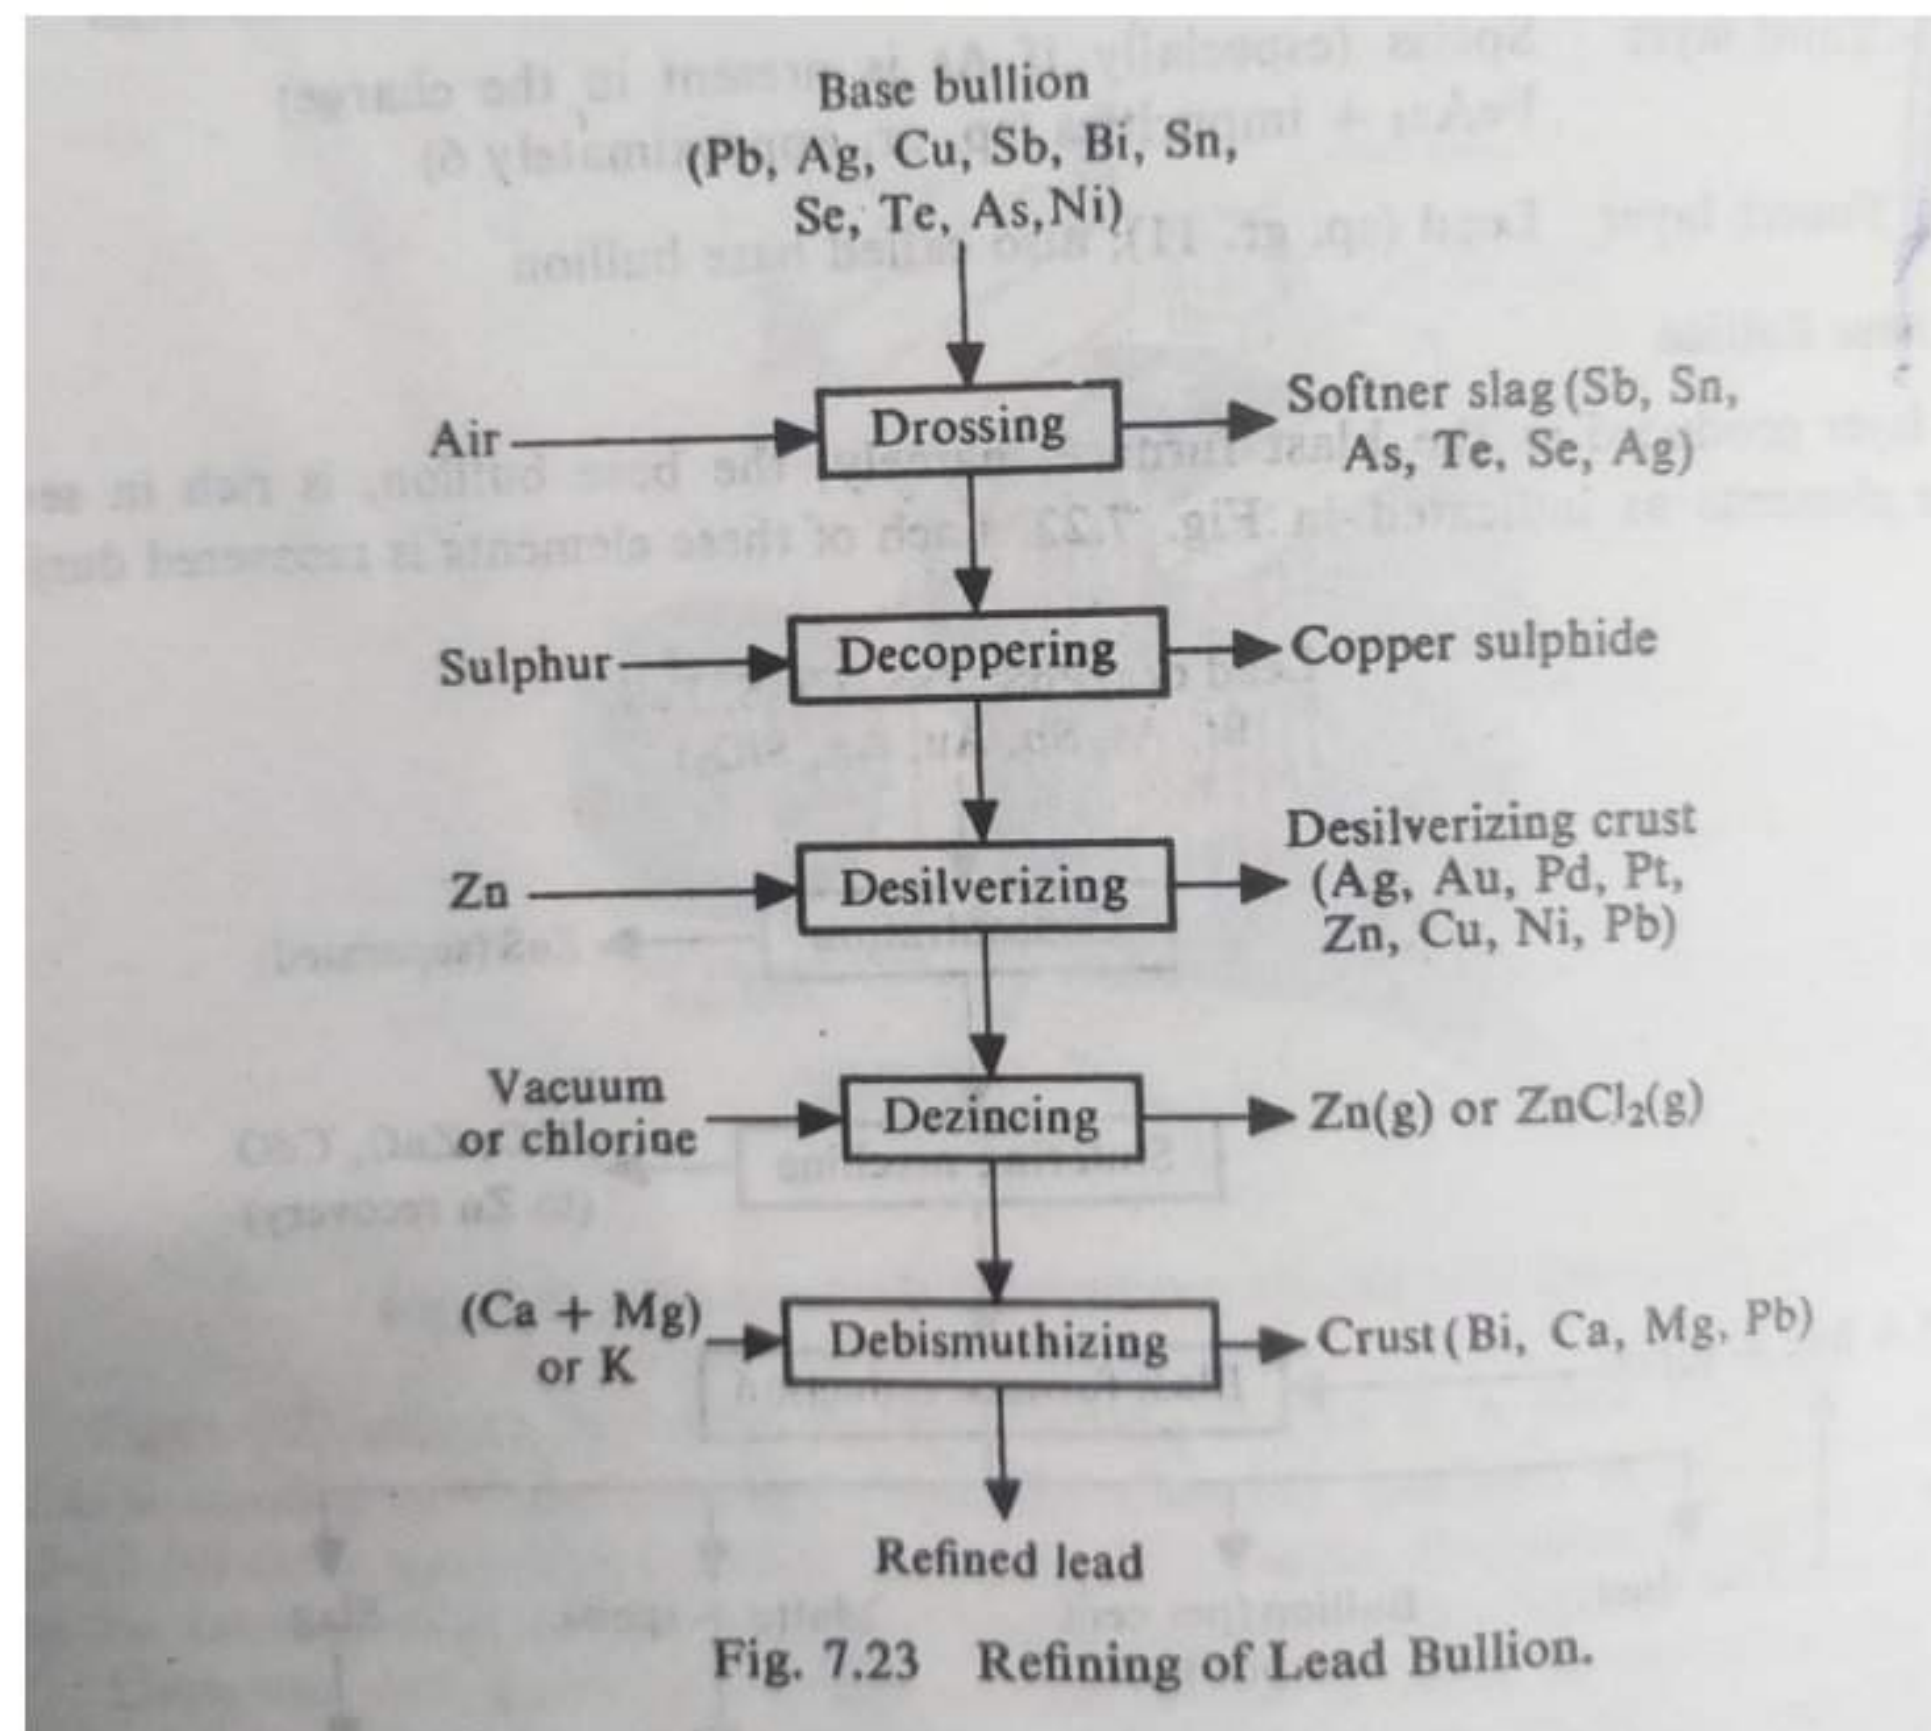 Base bullion
(Pb, Ag, Cu, Sb, Bi, Sn,
Se, Te, As, Ni)
Air
Drossing
Softner slag (Sb, Sn,
As, Te, Se, Ag)
Sulphur
Decoppering
Copper sulphide
Zn
Desilverizing
Desilverizing crust
(Ag, Au, Pd, Pt,
Zn, Cu, Ni, Pb)
Vacuum
or chlorine
Dezincing
Zn(g) or ZnCl₂(g)
(Ca + Mg)
or K
Debismuthizing
Crust (Bi, Ca, Mg, Pb)
Refined lead
Fig. 7.23 Refining of Lead Bullion.